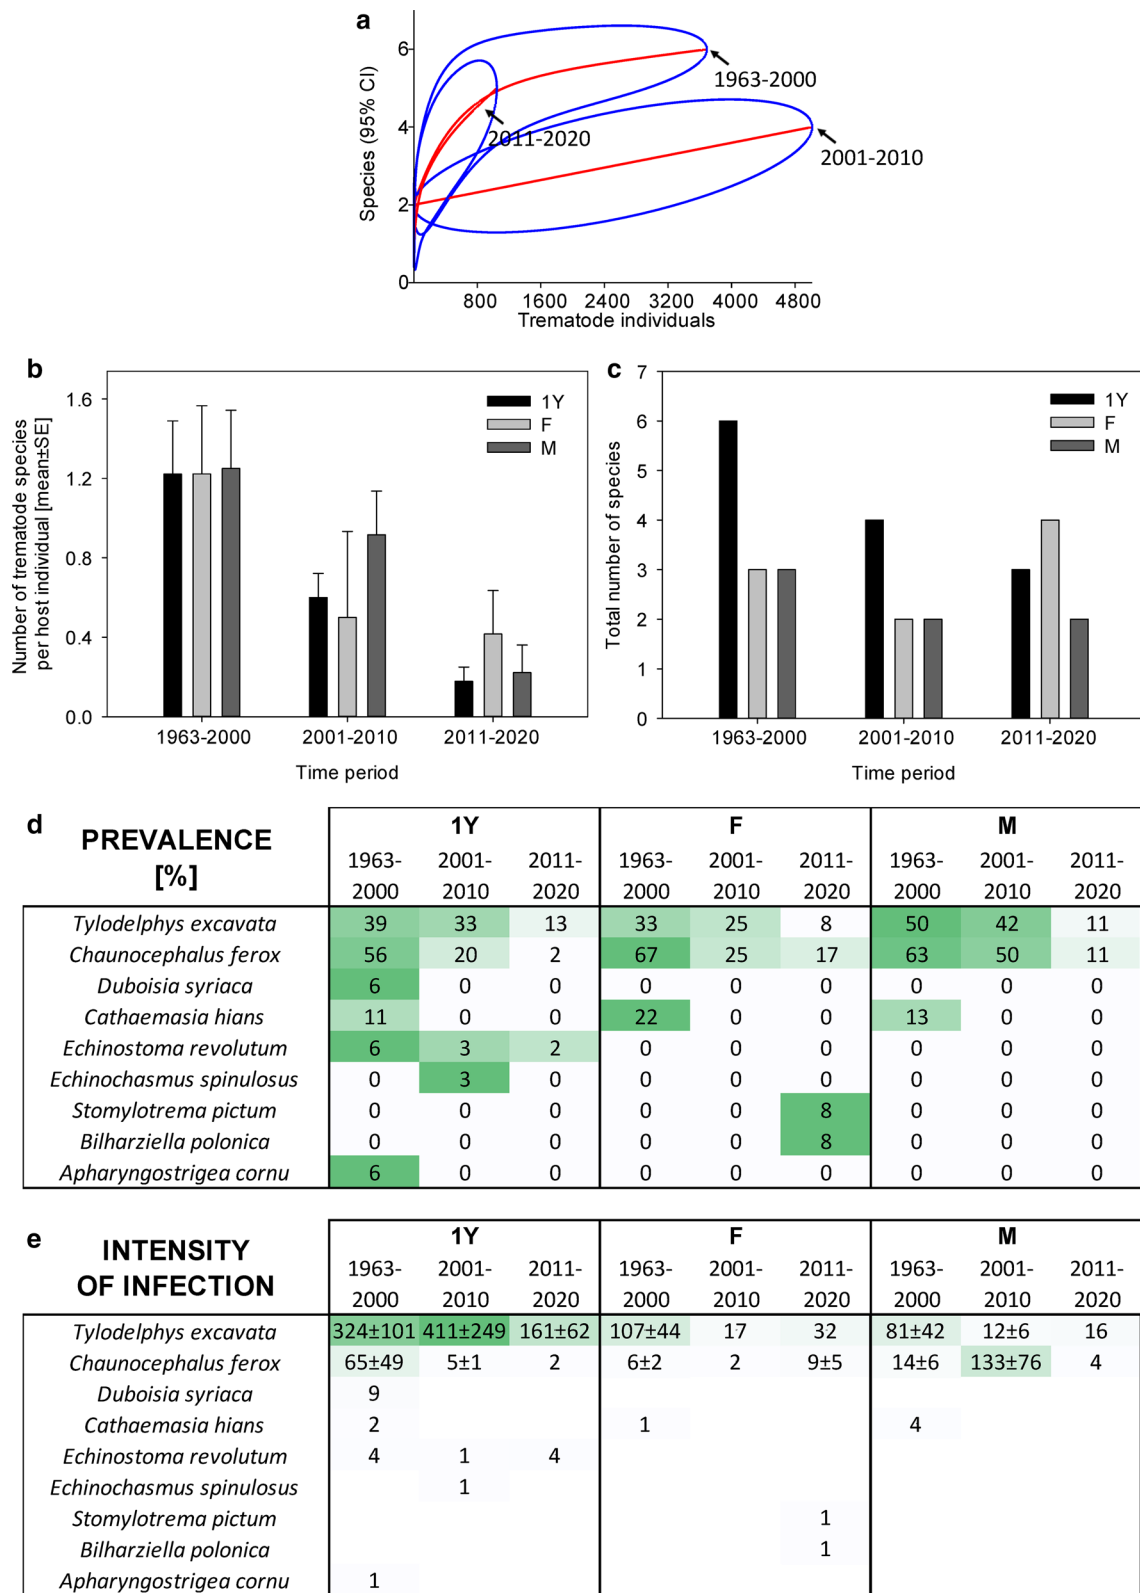 a
Species (95% CI)
6
4
2
0
1963-2000
2011-2020
2001-2010
800 1600 2400 3200 4000 4800
Trematode individuals
b
Number of trematode species
per host individual [mean±SE]
1.6
1.2
0.8
0.4
0.0
1Y
F
M
1963-2000 2001-2010 2011-2020
Time period
c
Total number of species
7
6
5
4
3
2
1
0
1Y
F
M
1963-2000 2001-2010 2011-2020
Time period
d
PREVALENCE
[%]
1Y F M
1963- 2001- 2011- 1963- 2001- 2011- 1963- 2001- 2011-
2000 2010 2020 2000 2010 2020 2000 2010 2020
Tylodelphys excavata 39 33 13 33 25 8 50 42 11
Chaunocephalus ferox 56 20 2 67 25 17 63 50 11
Duboisia syriaca 6 0 0 0 0 0 0 0 0
Cathaemasia hians 11 0 0 22 0 0 13 0 0
Echinostoma revolutum 6 3 2 0 0 0 0 0 0
Echinochasmus spinulosus 0 3 0 0 0 0 0 0 0
Stomylotrema pictum 0 0 0 0 0 8 0 0 0
Bilharziella polonica 0 0 0 0 0 8 0 0 0
Apharyngostrigea cornu 6 0 0 0 0 0 0 0 0
e
INTENSITY
OF INFECTION
1Y F M
1963- 2001- 2011- 1963- 2001- 2011- 1963- 2001- 2011-
2000 2010 2020 2000 2010 2020 2000 2010 2020
Tylodelphys excavata 324±101 411±249 161±62 107±44 17 32 81±42 12±6 16
Chaunocephalus ferox 65±49 5±1 2 6±2 2 9±5 14±6 133±76 4
Duboisia syriaca 9
Cathaemasia hians 2 1 4
Echinostoma revolutum 4 1 4
Echinochasmus spinulosus 1
Stomylotrema pictum 1
Bilharziella polonica 1
Apharyngostrigea cornu 1